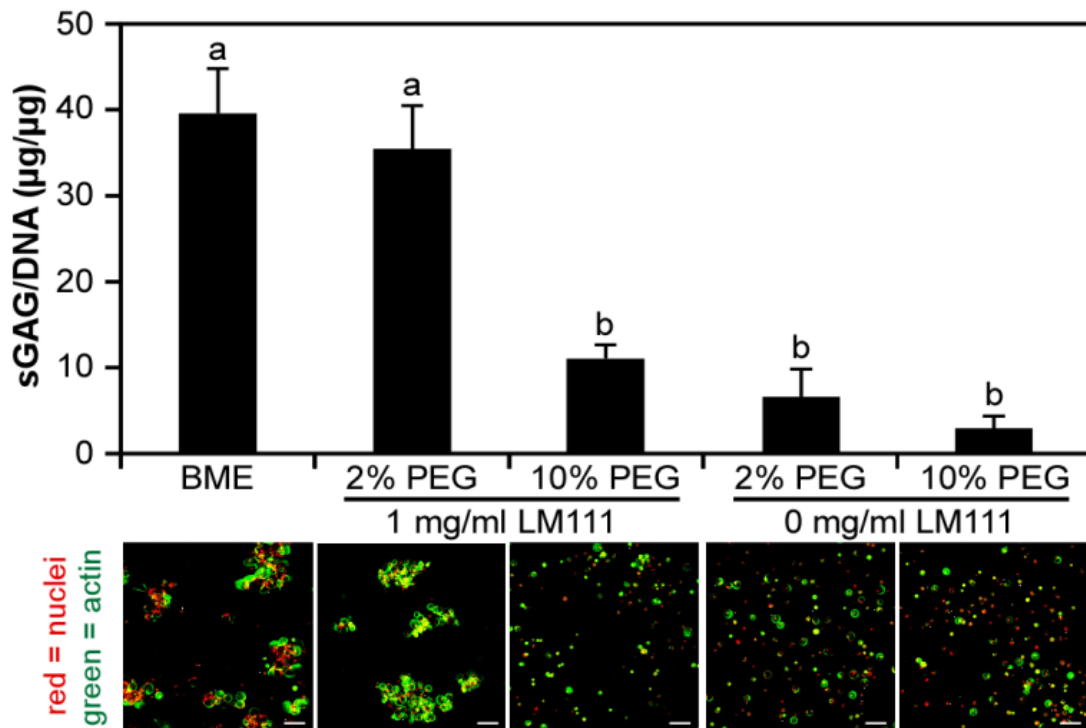 50
40
30
20
10
0
sGAG/DNA (µg/µg)
a
a
b
b
b
BME
2% PEG
10% PEG
2% PEG
10% PEG
1 mg/ml LM111
0 mg/ml LM111
red = nuclei
green = actin